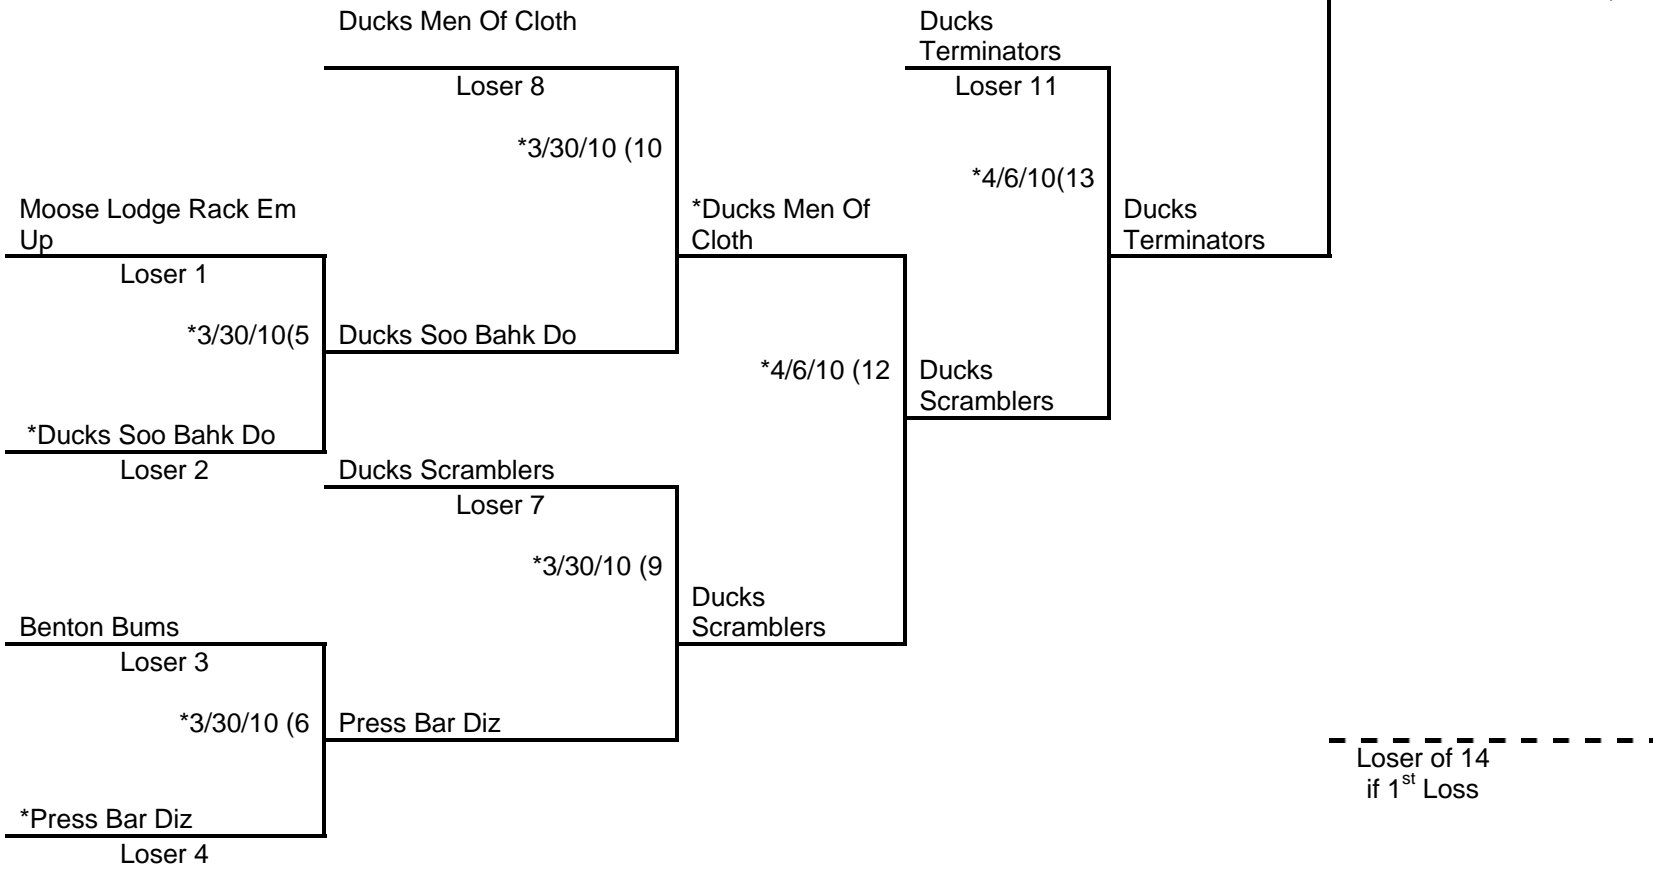 Ducks Men Of Cloth
Loser 8
*3/30/10 (10
Ducks
Terminators
Loser 11
*4/6/10(13
Moose Lodge Rack Em
Up
Loser 1
*3/30/10(5
Ducks Soo Bahk Do
*Ducks Men Of
Cloth
Ducks
Terminators
*4/6/10 (12
Ducks
Scramblers
*Ducks Soo Bahk Do
Loser 2
Ducks Scramblers
Loser 7
*3/30/10 (9
Ducks
Scramblers
Benton Bums
Loser 3
*3/30/10 (6
Press Bar Diz
*Press Bar Diz
Loser 4
Loser of 14
if 1st Loss